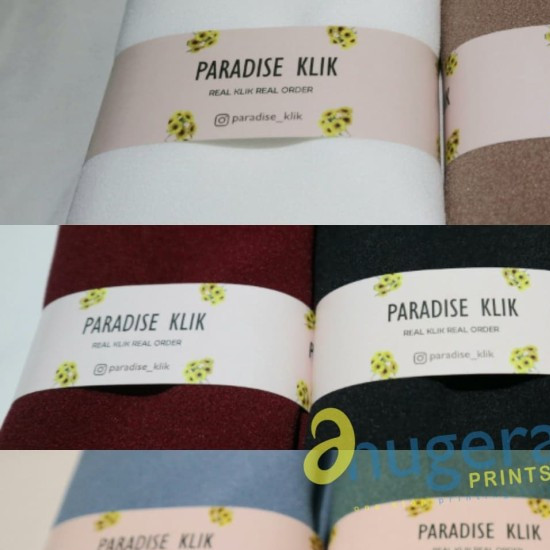 PARADISE KLIK
REAL KLIK REAL ORDER
paradise_klik
K
PARADISE KLIK
REAL KLIK REAL ORDER
paradise_klik
PARADISE KLIK
REAL KLIK REAL ORDER
paradise_klik
anugera
PRINTS
PARADISE KLIK
PARADISE KLIK